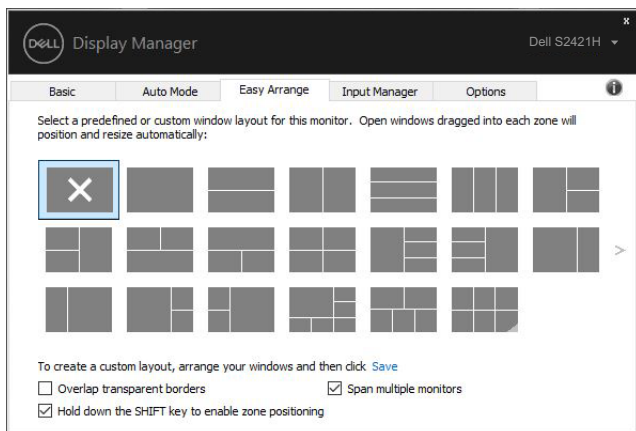 x
DELL Display Manager Dell S2421H
Basic Auto Mode Easy Arrange Input Manager Options i
Select a predefined or custom window layout for this monitor. Open windows dragged into each zone will
position and resize automatically:
>
To create a custom layout, arrange your windows and then click Save
Overlap transparent borders Span multiple monitors
Hold down the SHIFT key to enable zone positioning